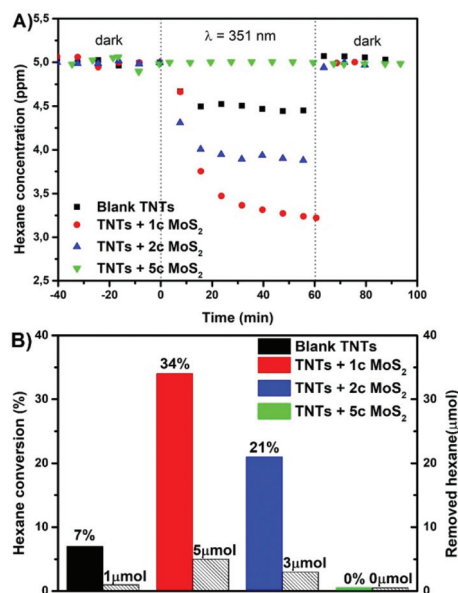 A)
dark
λ = 351 nm
dark
Hexane concentration (ppm)
5,5
5,0
4,5
4,0
3,5
3,0
2,5
Blank TNTs
TNTs + 1c MoS₂
TNTs + 2c MoS₂
TNTs + 5c MoS₂
-40 -20 0 20 40 60 80 100
Time (min)
B)
Hexane conversion (%)
40
30
20
10
0
Blank TNTs
TNTs + 1c MoS₂
TNTs + 2c MoS₂
TNTs + 5c MoS₂
34%
21%
7%
5μmol
3μmol
1μmol
0% 0μmol
40
30
20
10
0
Removed hexane(μmol)